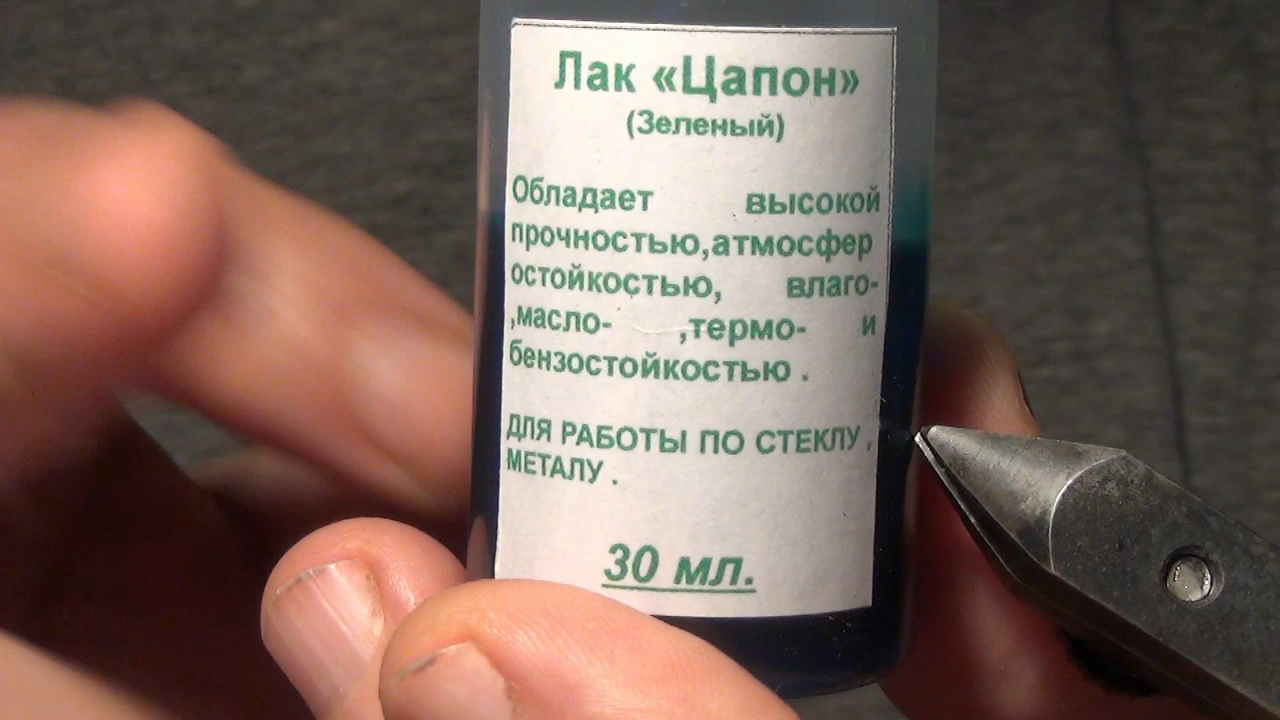 Лак «Цапон»
(Зеленый)
Обладает высокой
прочностью,атмосфер
остойкостью, влаго-
,масло- ,термо- и
бензостойкостью .
ДЛЯ РАБОТЫ ПО СТЕКЛУ ,
МЕТАЛУ .
30 мл.